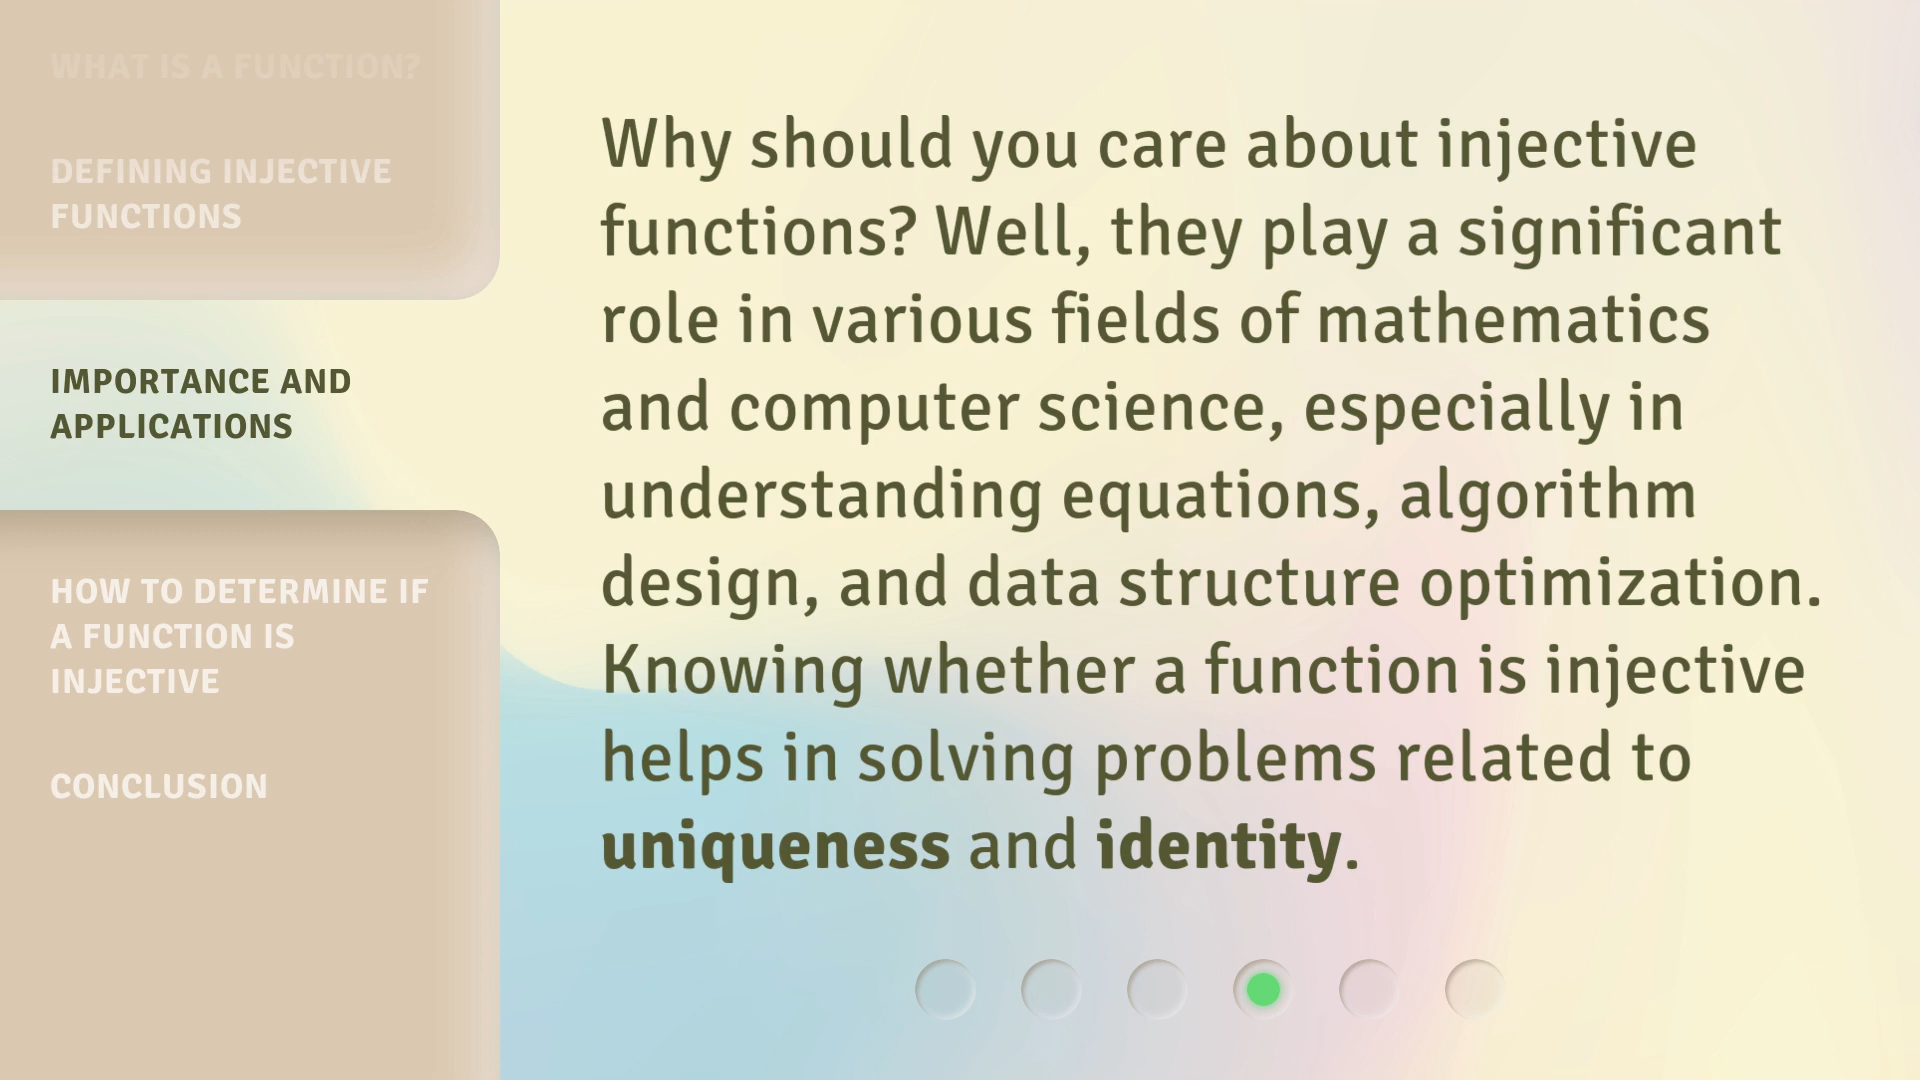 WHAT IS A FUNCTION?
DEFINING INJECTIVE
FUNCTIONS
IMPORTANCE AND
APPLICATIONS
HOW TO DETERMINE IF
A FUNCTION IS
INJECTIVE
CONCLUSION
Why should you care about injective
functions? Well, they play a significant
role in various fields of mathematics
and computer science, especially in
understanding equations, algorithm
design, and data structure optimization.
Knowing whether a function is injective
helps in solving problems related to
uniqueness and identity.